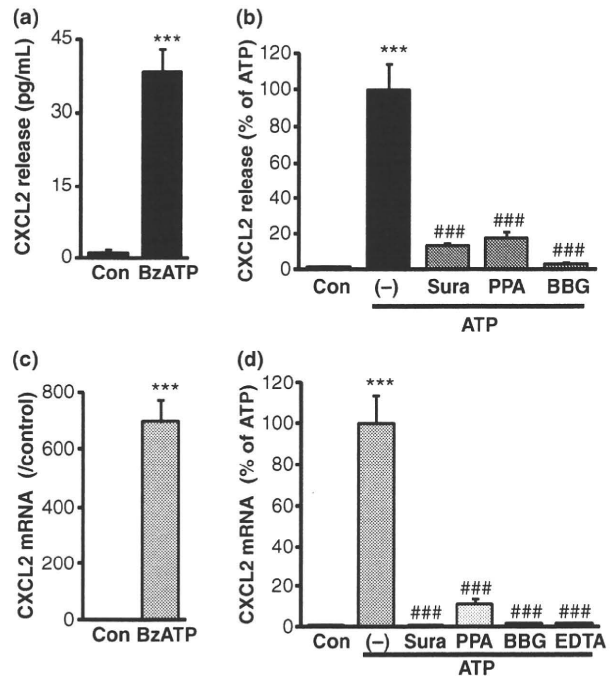 (a)
CXCL2 release (pg/mL)
45
30
15
0
***
Con BzATP
(b)
CXCL2 release (% of ATP)
120
100
80
60
40
20
0
***
###
###
###
Con (–) Sura PPA BBG
ATP
(c)
CXCL2 mRNA (/control)
800
600
400
200
0
***
Con BzATP
(d)
CXCL2 mRNA (% of ATP)
120
100
80
60
40
20
0
***
###
###
###
###
Con (–) Sura PPA BBG EDTA
ATP